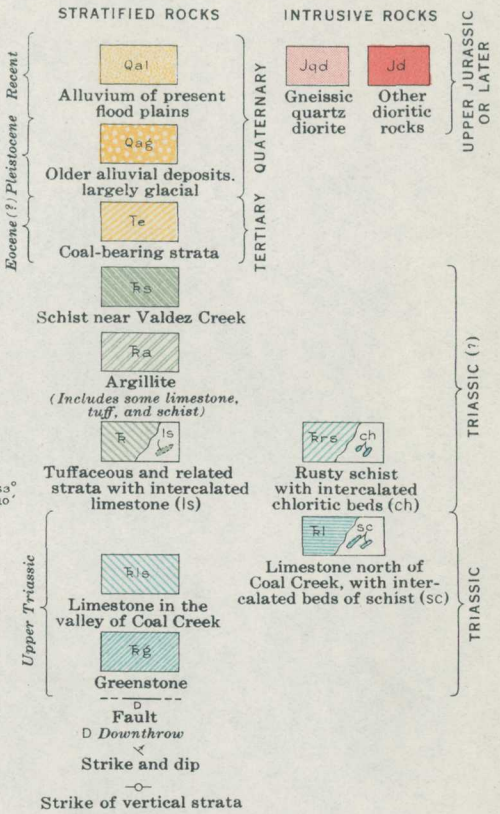 STRATIFIED ROCKS
INTRUSIVE ROCKS
Recent
Qal
Alluvium of present
flood plains
Pleistocene
Qag
Older alluvial deposits.
largely glacial
QUATERNARY
Eocene (?)
Te
Coal-bearing strata
TERTIARY
Jqd
Gneissic
quartz
diorite
Jd
Other
dioritic
rocks
UPPER JURASSIC
OR LATER
Ꞧs
Schist near Valdez Creek
Ꞧa
Argillite
(Includes some limestone,
tuff, and schist)
Ꞧ
ls
Tuffaceous and related
strata with intercalated
limestone (ls)
Ꞧrs
ch
Rusty schist
with intercalated
chloritic beds (ch)
TRIASSIC (?)
Ꞧl
sc
Limestone north of
Coal Creek, with inter-
calated beds of schist (sc)
Upper Triassic
Ꞧls
Limestone in the
valley of Coal Creek
Ꞧg
Greenstone
TRIASSIC
D
Fault
D Downthrow
Strike and dip
Strike of vertical strata